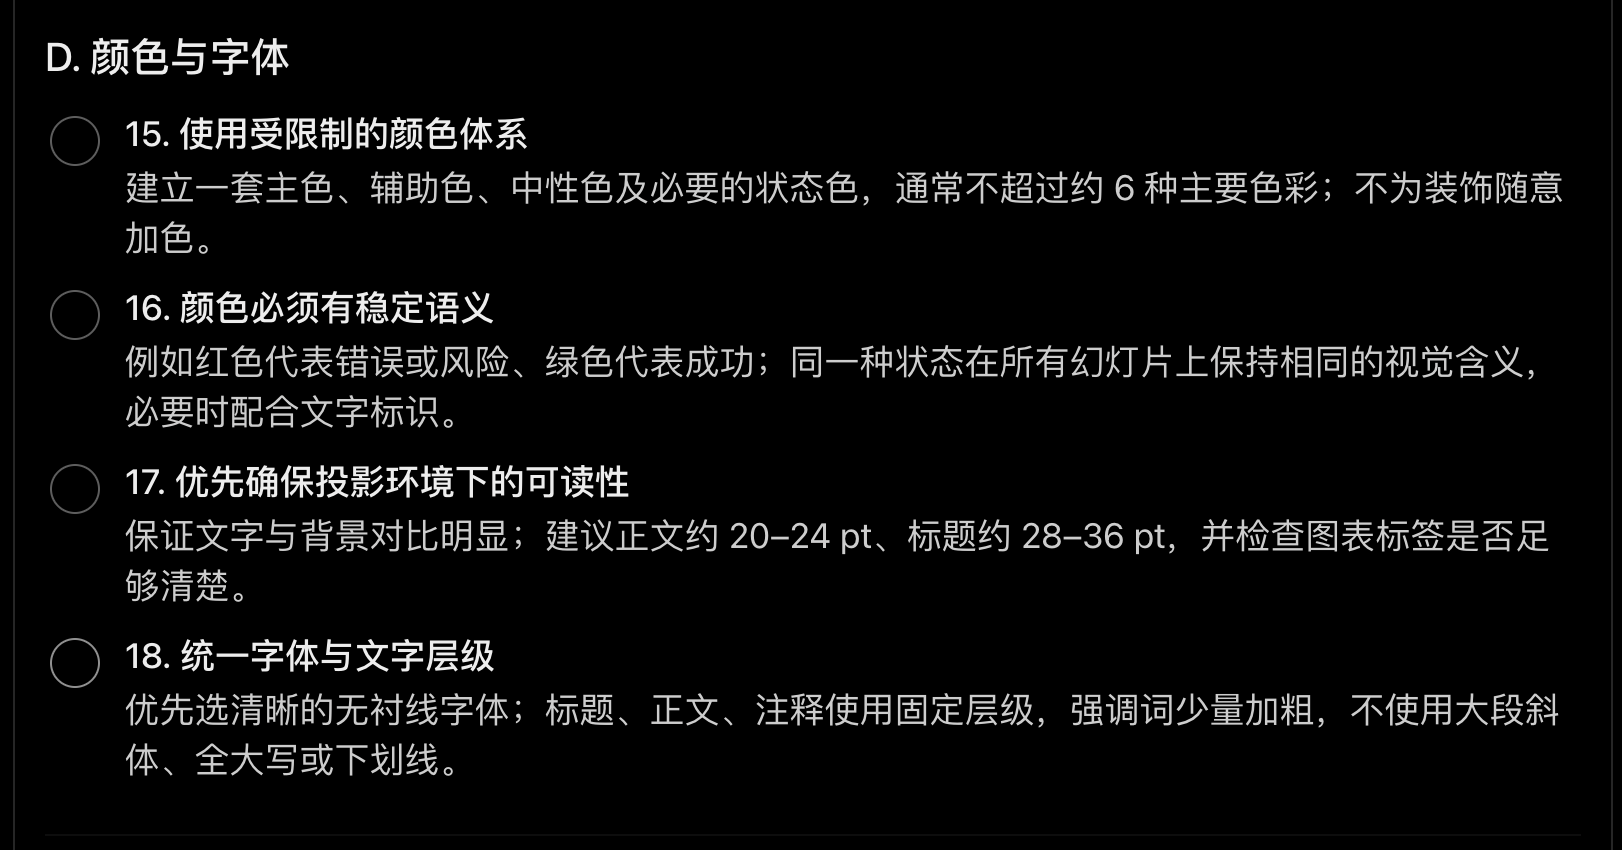 D. 颜色与字体
15. 使用受限制的颜色体系
建立一套主色、辅助色、中性色及必要的状态色，通常不超过约 6 种主要色彩；不为装饰随意
加色。
16. 颜色必须有稳定语义
例如红色代表错误或风险、绿色代表成功；同一种状态在所有幻灯片上保持相同的视觉含义，
必要时配合文字标识。
17. 优先确保投影环境下的可读性
保证文字与背景对比明显；建议正文约 20–24 pt、标题约 28–36 pt，并检查图表标签是否足
够清楚。
18. 统一字体与文字层级
优先选清晰的无衬线字体；标题、正文、注释使用固定层级，强调词少量加粗，不使用大段斜
体、全大写或下划线。